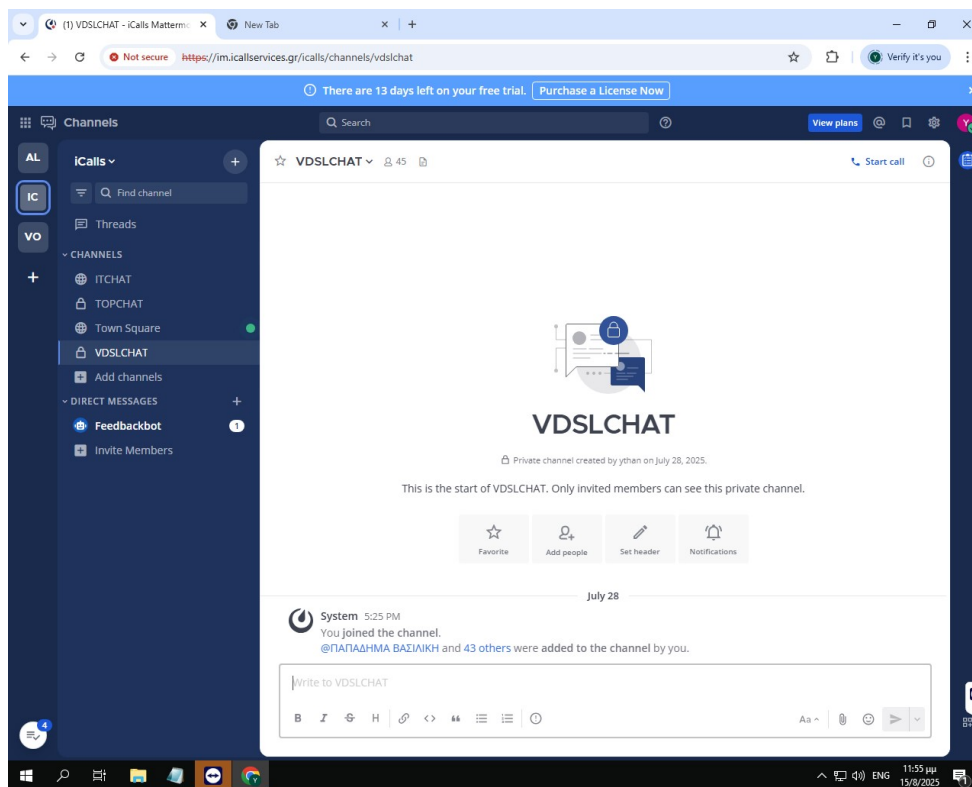 (1) VDSLCHAT - iCalls Matterm
New Tab
Not secure https://im.icallservices.gr/icalls/channels/vdslchat
Verify it's you
There are 13 days left on your free trial. Purchase a License Now
Channels
Search
View plans
AL
iCalls
VDSLCHAT 45
Start call
IC
Find channel
Threads
VO
CHANNELS
ITCHAT
TOPCHAT
Town Square
VDSLCHAT
Add channels
DIRECT MESSAGES
Feedbackbot 1
Invite Members
VDSLCHAT
Private channel created by ythan on July 28, 2025.
This is the start of VDSLCHAT. Only invited members can see this private channel.
Favorite
Add people
Set header
Notifications
July 28
System 5:25 PM
You joined the channel.
@ΠΑΠΑΔΗΜΑ ΒΑΣΙΛΙΚΗ and 43 others were added to the channel by you.
Write to VDSLCHAT
B I S H
Aa
4
ENG
11:55 μμ
15/8/2025
1